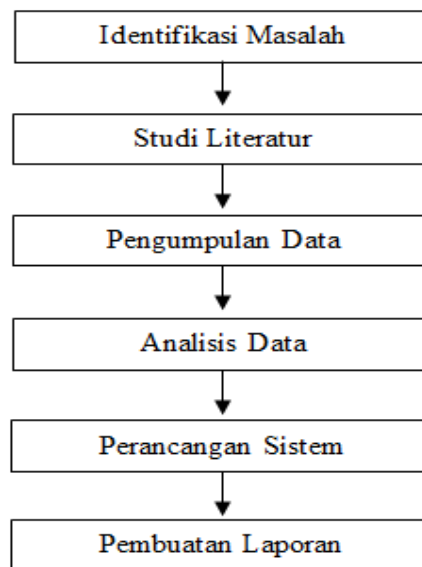 Identifikasi Masalah
Studi Literatur
Pengumpulan Data
Analisis Data
Perancangan Sistem
Pembuatan Laporan